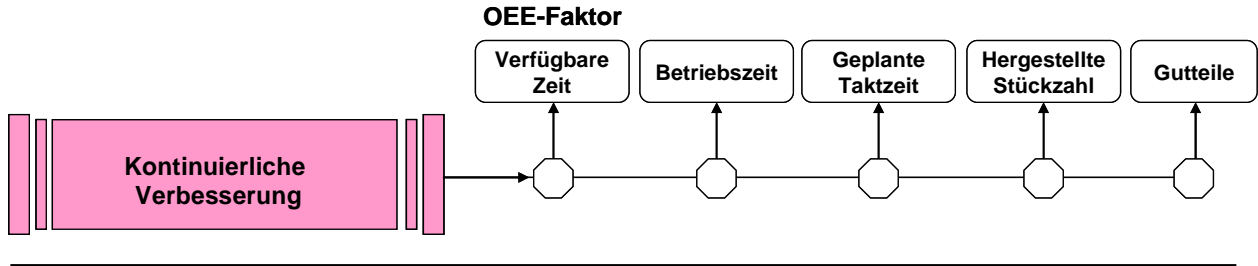 OEE-Faktor
Verfügbare
Zeit
Betriebszeit
Geplante
Taktzeit
Hergestellte
Stückzahl
Gutteile
Kontinuierliche
Verbesserung